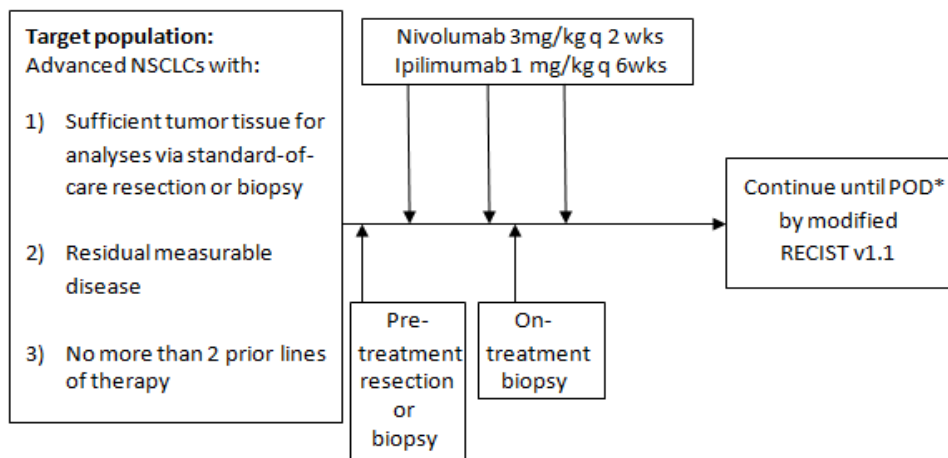 Target population:
Advanced NSCLCs with:
1) Sufficient tumor tissue for
analyses via standard-of-
care resection or biopsy
2) Residual measurable
disease
3) No more than 2 prior lines
of therapy
Nivolumab 3mg/kg q 2 wks
Ipilimumab 1 mg/kg q 6wks
Pre-
treatment
resection
or
biopsy
On-
treatment
biopsy
Continue until POD*
by modified
RECIST v1.1